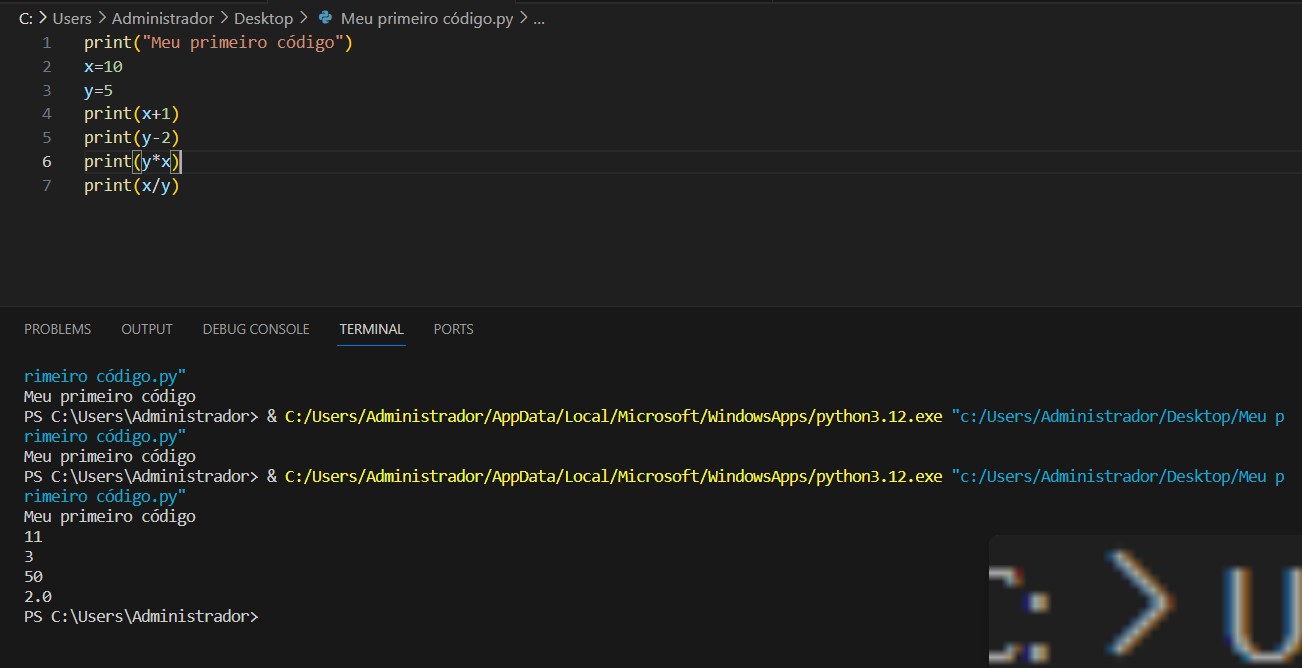 C: > Users > Administrador > Desktop > Meu primeiro código.py > ...
1 print("Meu primeiro código")
2 x=10
3 y=5
4 print(x+1)
5 print(y-2)
6 print(y*x)
7 print(x/y)
PROBLEMS OUTPUT DEBUG CONSOLE TERMINAL PORTS
rimeiro código.py"
Meu primeiro código
PS C:\Users\Administrador> & C:/Users/Administrador/AppData/Local/Microsoft/WindowsApps/python3.12.exe "c:/Users/Administrador/Desktop/Meu p
rimeiro código.py"
Meu primeiro código
PS C:\Users\Administrador> & C:/Users/Administrador/AppData/Local/Microsoft/WindowsApps/python3.12.exe "c:/Users/Administrador/Desktop/Meu p
rimeiro código.py"
Meu primeiro código
11
3
50
2.0
PS C:\Users\Administrador>